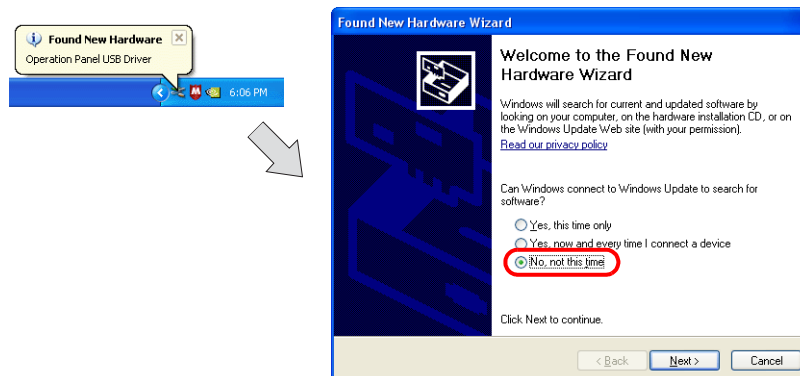 Found New Hardware
Operation Panel USB Driver
6:06 PM
Found New Hardware Wizard
Welcome to the Found New
Hardware Wizard
Windows will search for current and updated software by
looking on your computer, on the hardware installation CD, or on
the Windows Update Web site (with your permission).
Read our privacy policy
Can Windows connect to Windows Update to search for
software?
Yes, this time only
Yes, now and every time I connect a device
No, not this time
Click Next to continue.
< Back
Next >
Cancel